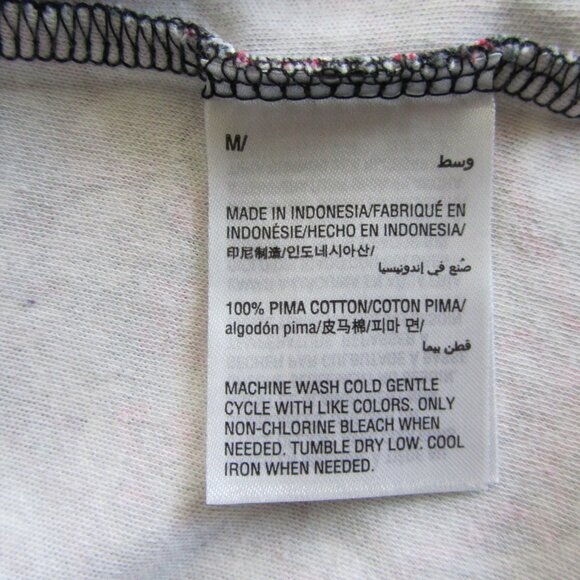 M/
وسط
MADE IN INDONESIA/FABRIQUÉ EN
INDONÉSIE/HECHO EN INDONESIA/
印尼制造/인도네시아산/
صُنع في إندونيسيا
100% PIMA COTTON/COTON PIMA/
algodón pima/皮马棉/피마 면/
قطن بيما
MACHINE WASH COLD GENTLE
CYCLE WITH LIKE COLORS. ONLY
NON-CHLORINE BLEACH WHEN
NEEDED. TUMBLE DRY LOW. COOL
IRON WHEN NEEDED.